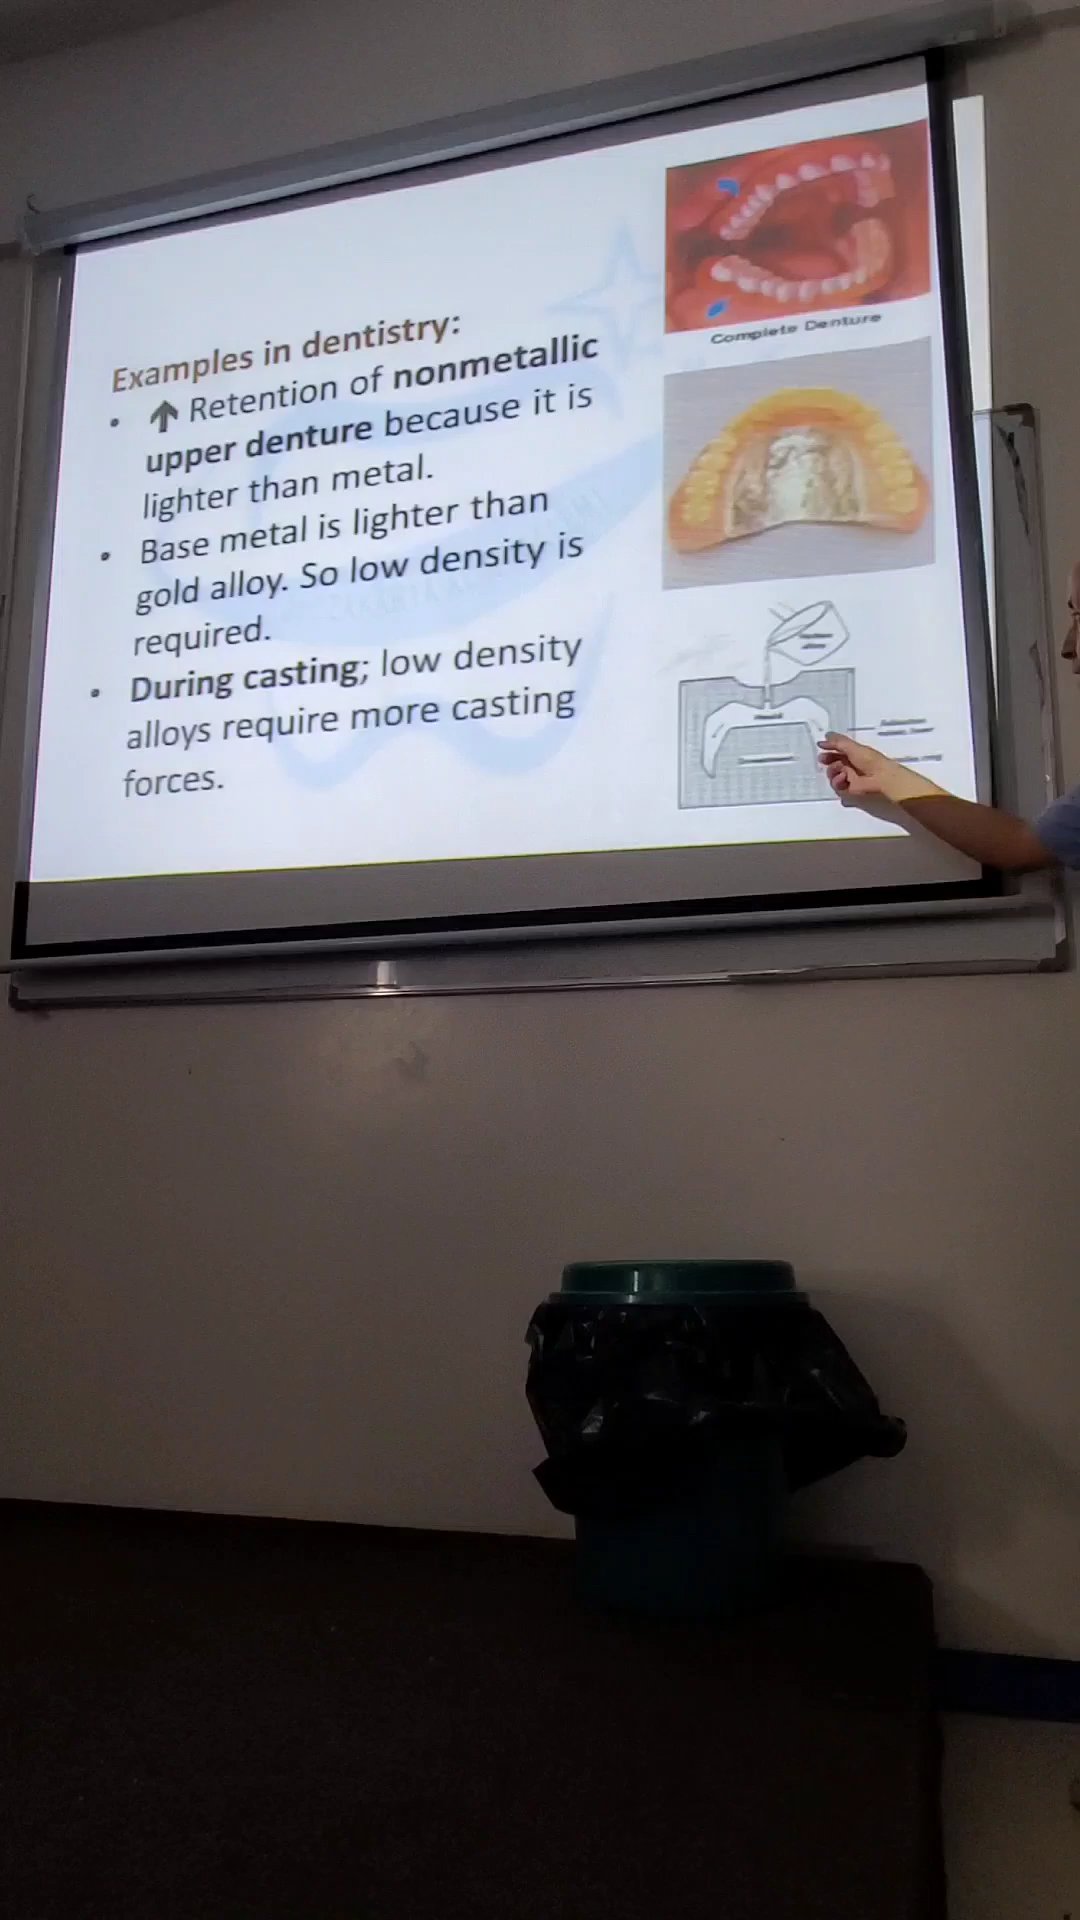 Examples in dentistry:
• ↑ Retention of nonmetallic
upper denture because it is
lighter than metal.
• Base metal is lighter than
gold alloy. So low density is
required.
• During casting; low density
alloys require more casting
forces.
Complete Denture